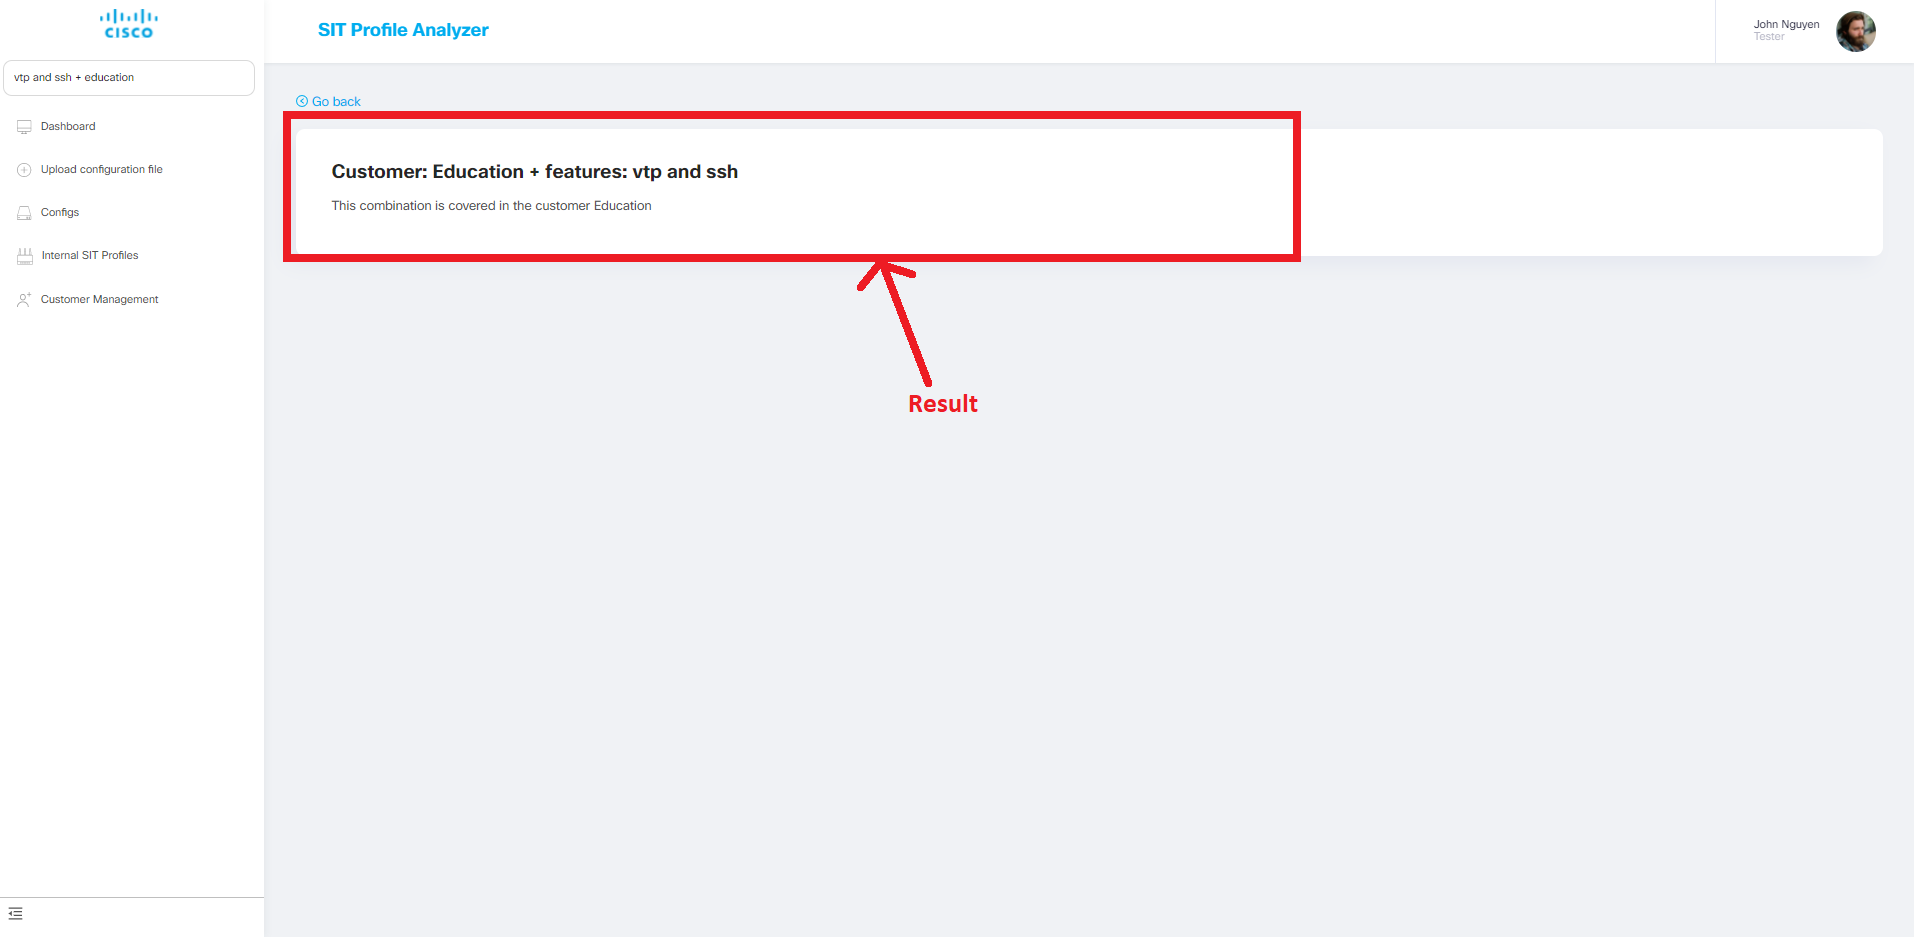 CISCO
SIT Profile Analyzer
John Nguyen
Tester
vtp and ssh + education
Dashboard
Upload configuration file
Configs
Internal SIT Profiles
Customer Management
Go back
Customer: Education + features: vtp and ssh
This combination is covered in the customer Education
Result